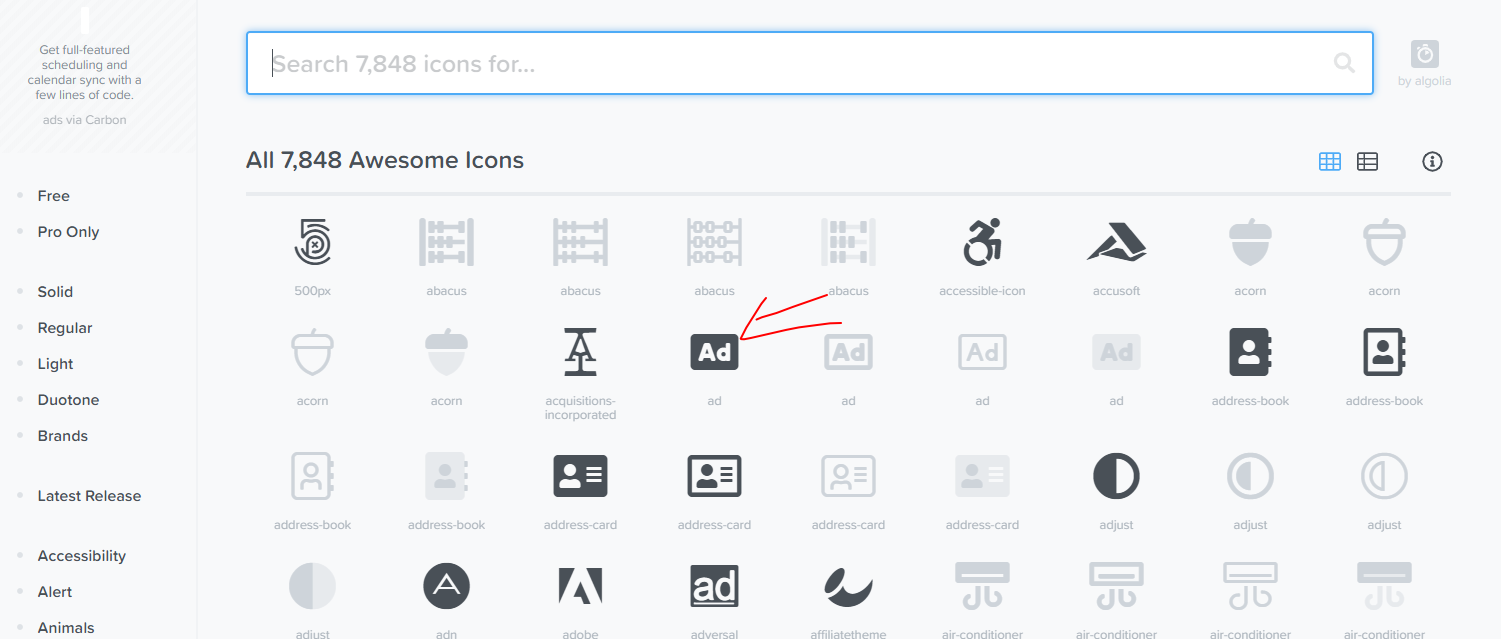 Get full-featured
scheduling and
calendar sync with a
few lines of code.
ads via Carbon
Free
Pro Only
Solid
Regular
Light
Duotone
Brands
Latest Release
Accessibility
Alert
Animals
Search 7,848 icons for...
by algolia
All 7,848 Awesome Icons
500px abacus abacus abacus abacus accessible-icon accusoft acorn acorn
Ad Ad Ad Ad
acorn acorn acquisitions-incorporated ad ad ad ad address-book address-book
address-book address-book address-card address-card address-card address-card adjust adjust adjust
ad
adjust adn adobe adversal affiliatetheme air-conditioner air-conditioner air-conditioner air-conditioner